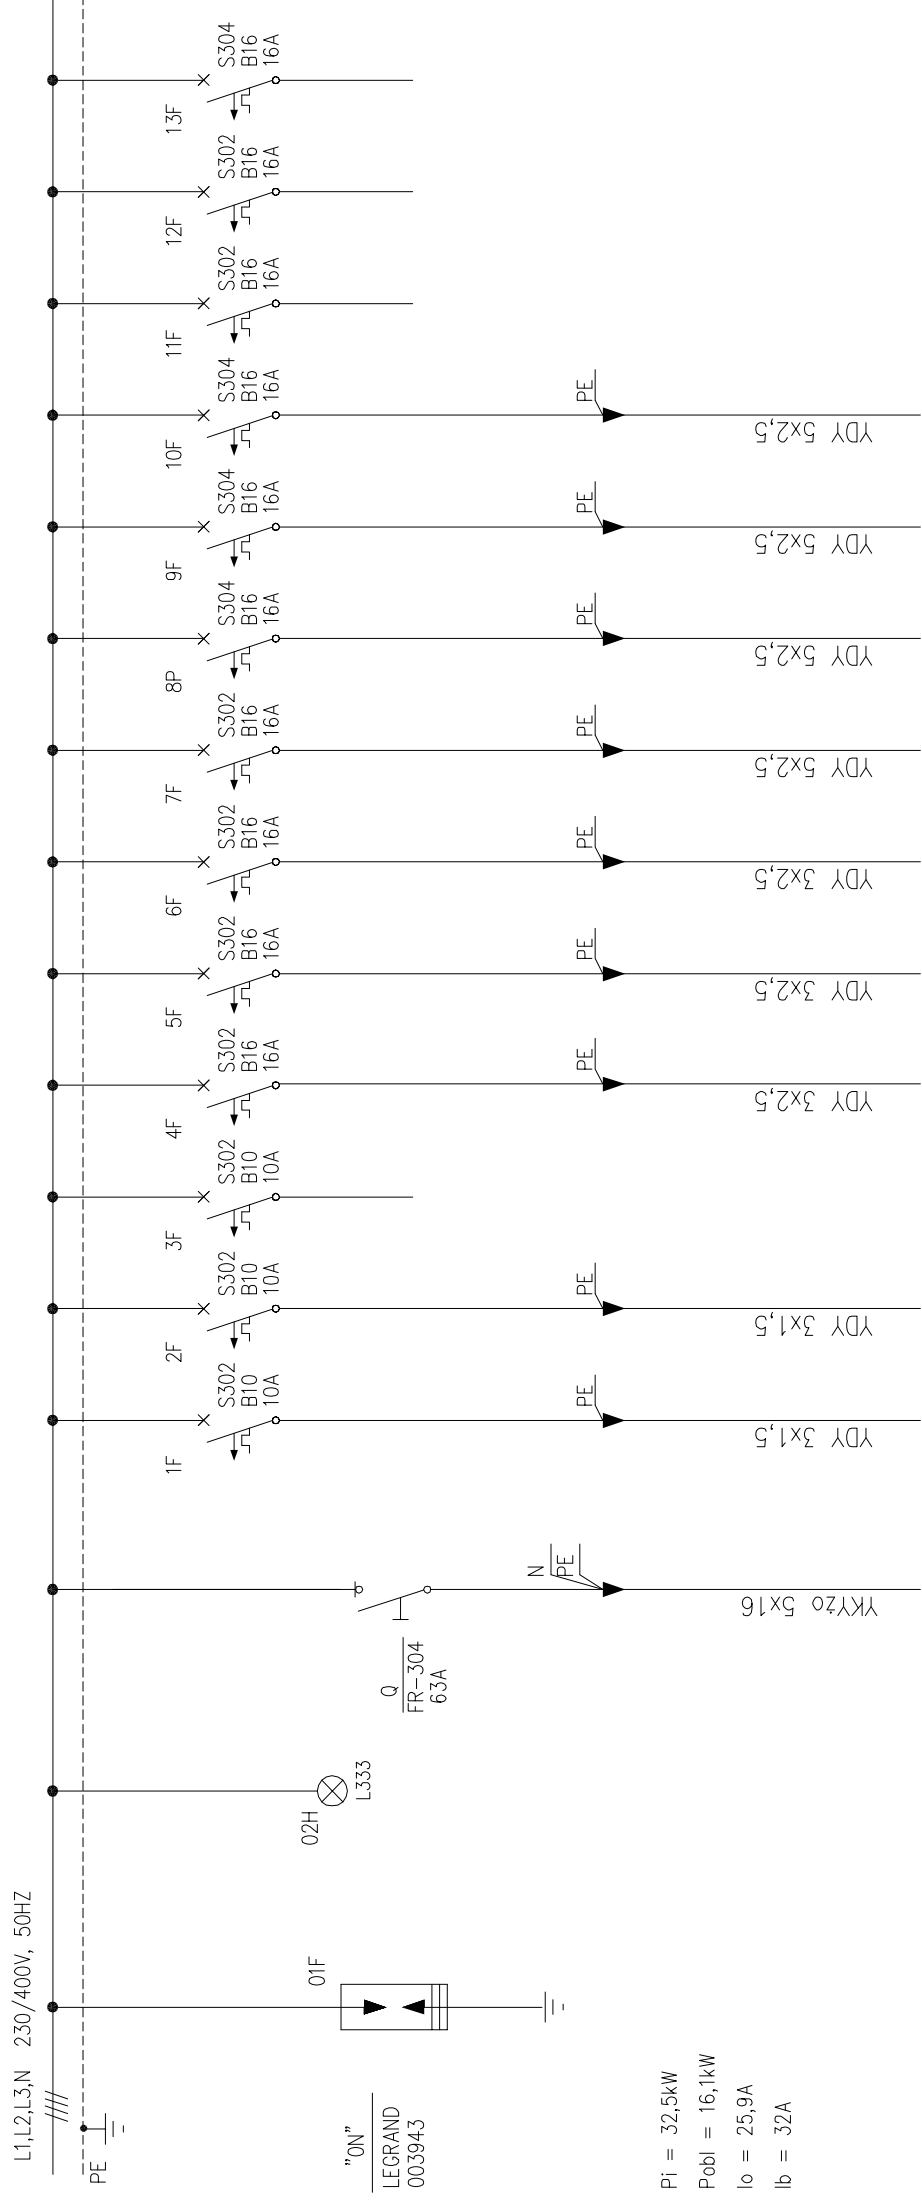 L1,L2,L3,N 230/400V, 50HZ
PE
"ON"
LEGRAND
003943
01F
02H
L333
Q
FR-304
63A
N
PE
YKYżo 5x16
1F
S302
B10
10A
PE
YDY 3x1,5
2F
S302
B10
10A
PE
YDY 3x1,5
3F
S302
B10
10A
4F
S302
B16
16A
PE
YDY 3x2,5
5F
S302
B16
16A
PE
YDY 3x2,5
6F
S302
B16
16A
PE
YDY 3x2,5
7F
S302
B16
16A
PE
YDY 5x2,5
8P
S304
B16
16A
PE
YDY 5x2,5
9F
S304
B16
16A
PE
YDY 5x2,5
10F
S304
B16
16A
PE
YDY 5x2,5
11F
S302
B16
16A
12F
S302
B16
16A
13F
S304
B16
16A
Pi = 32,5kW
Pobl = 16,1kW
Io = 25,9A
Ib = 32A